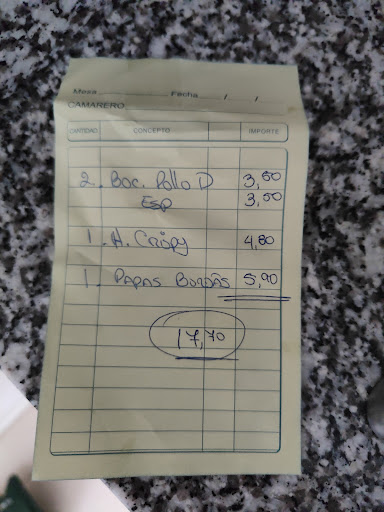 Mesa Fecha / /
CAMARERO
CANTIDAD CONCEPTO IMPORTE
2. Boc. Pollo D 3,50
Esp 3,50
1. H. Crispy 4,80
1. PAPAS BORDÁS 5,90
17,70